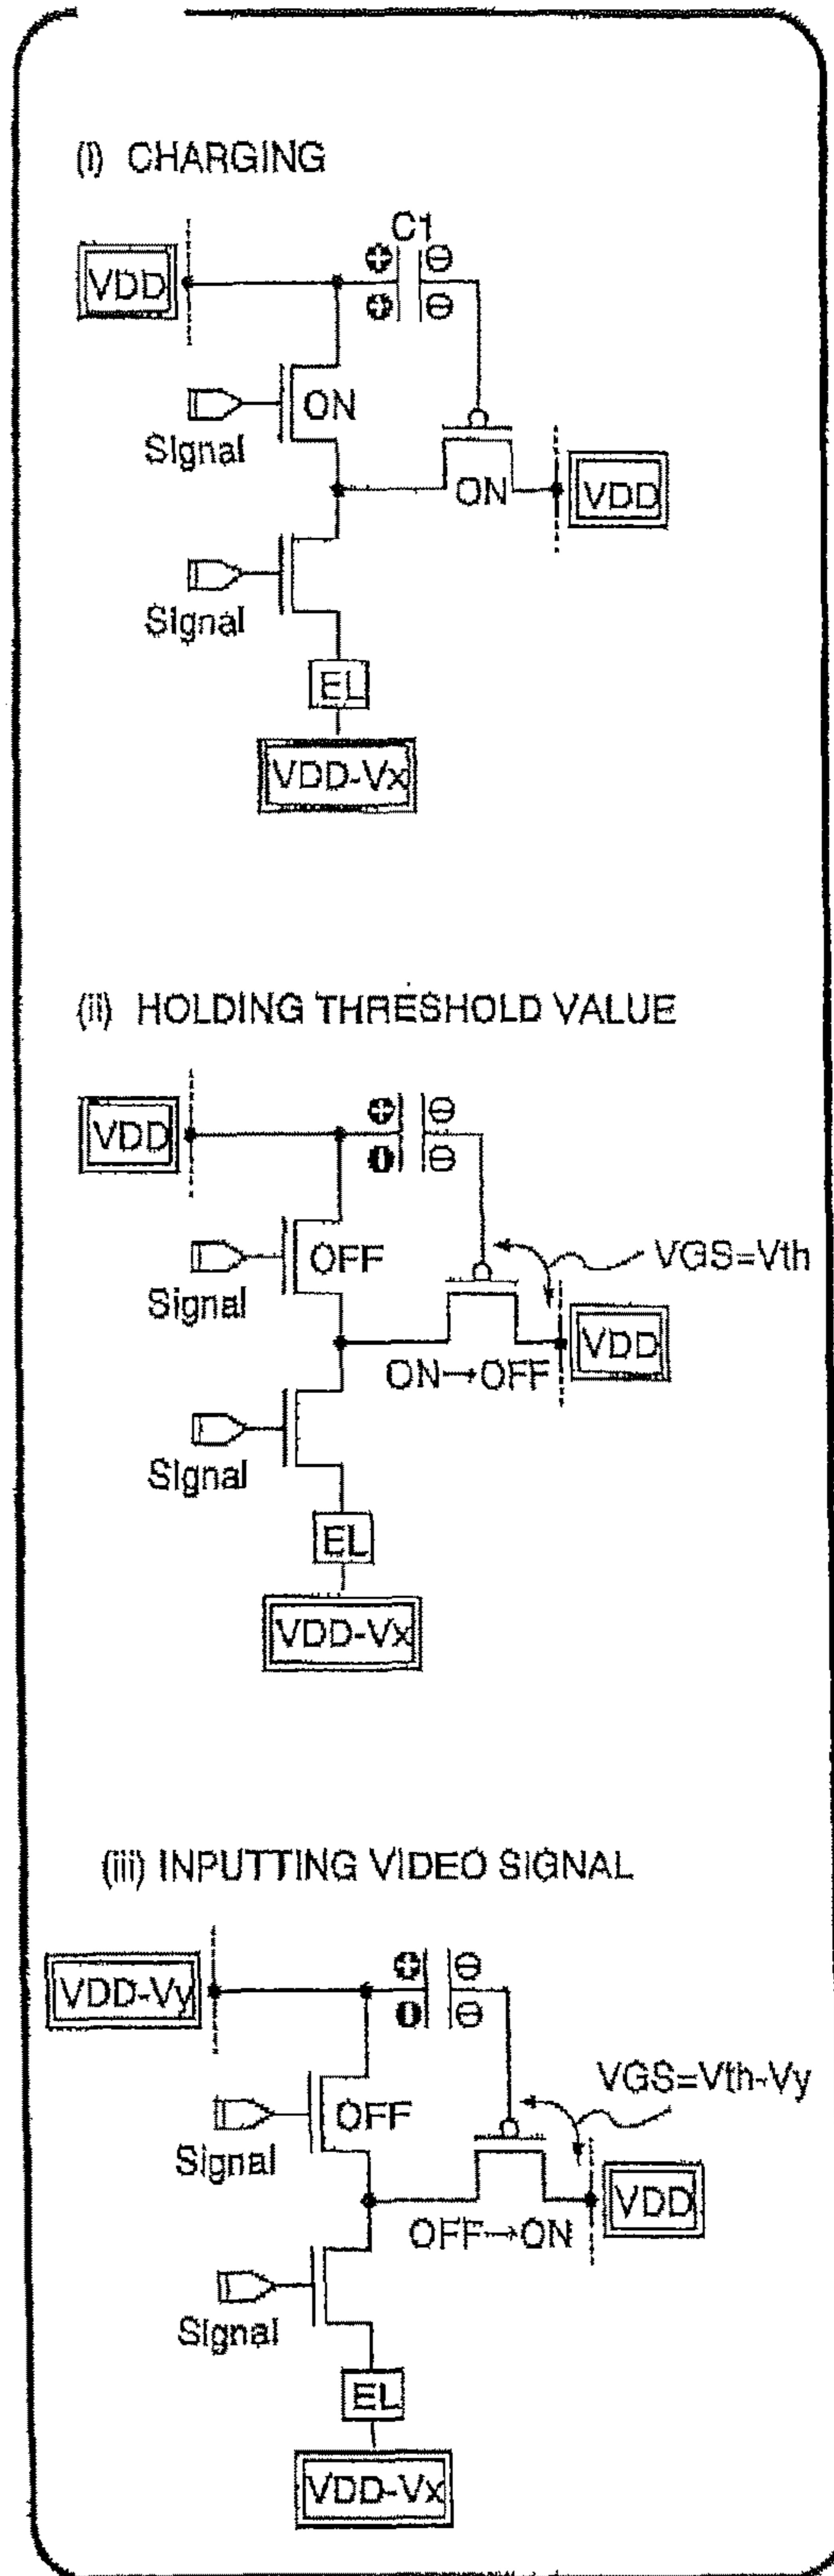 (i) CHARGING
C1
⊕ ⊖
VDD
⊕ ⊖
ON
Signal
ON
VDD
Signal
EL
VDD-Vx
(ii) HOLDING THRESHOLD VALUE
⊕ ⊖
VDD
⊖
OFF
VGS=Vth
Signal
VDD
ON→OFF
Signal
EL
VDD-Vx
(iii) INPUTTING VIDEO SIGNAL
⊕ ⊖
VDD-Vy
⊖
VGS=Vth-Vy
OFF
Signal
VDD
OFF→ON
Signal
EL
VDD-Vx